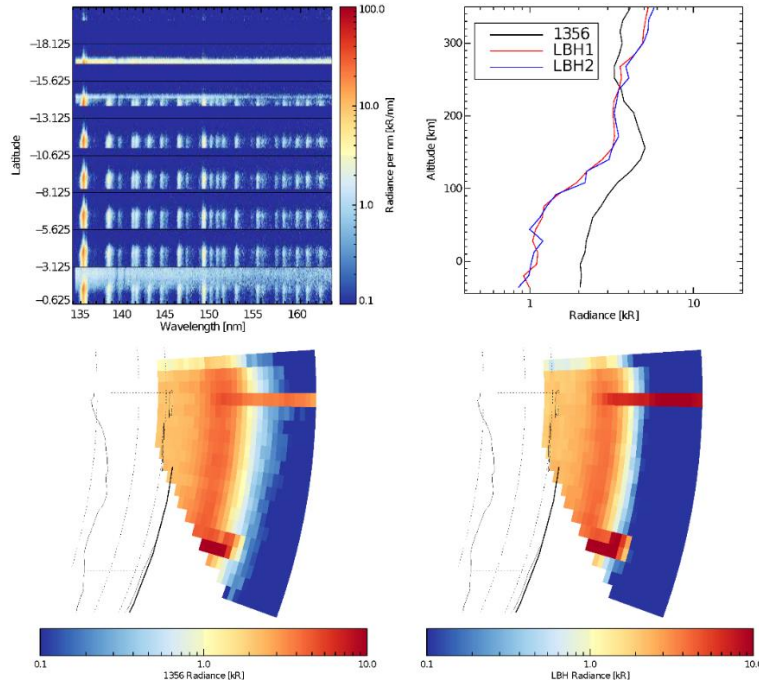 100.0
10.0
1.0
0.1
Radiance per nm [kR/nm]
Latitude
−18.125
−15.625
−13.125
−10.625
−8.125
−5.625
−3.125
−0.625
135 140 145 150 155 160
Wavelength [nm]
1356
LBH1
LBH2
Altitude [km]
300
200
100
0
1 10
Radiance [kR]
0.1 1.0 10.0
1356 Radiance [kR]
0.1 1.0 10.0
LBH Radiance [kR]